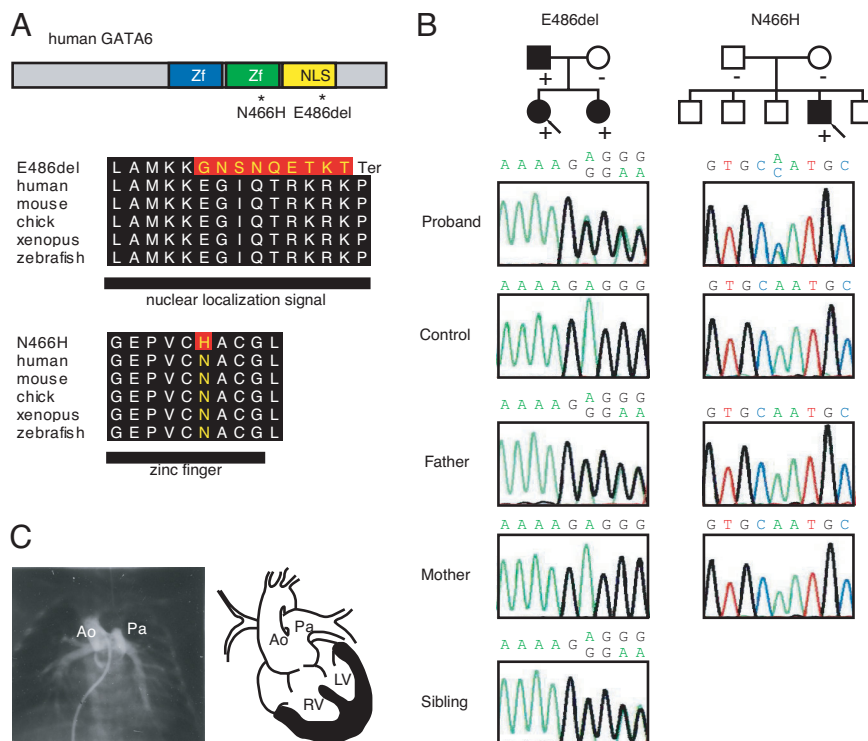 A
human GATA6
Zf Zf NLS
* *
N466H E486del
E486del L A M K K G N S N Q E T K T Ter
human L A M K K E G I Q T R K R K P
mouse L A M K K E G I Q T R K R K P
chick L A M K K E G I Q T R K R K P
xenopus L A M K K E G I Q T R K R K P
zebrafish L A M K K E G I Q T R K R K P
nuclear localization signal
N466H G E P V C H A C G L
human G E P V C N A C G L
mouse G E P V C N A C G L
chick G E P V C N A C G L
xenopus G E P V C N A C G L
zebrafish G E P V C N A C G L
zinc finger
B
E486del N466H
+ - - -
+ + +
A A A A G A G G G
G G A A
G T G C A A T G C
C
Proband
A A A A G A G G G G T G C A A T G C
Control
A A A A G A G G G
G G A A
G T G C A A T G C
Father
A A A A G A G G G G T G C A A T G C
Mother
A A A A G A G G G
G G A A
Sibling
C
Ao Pa
Ao Pa
LV
RV